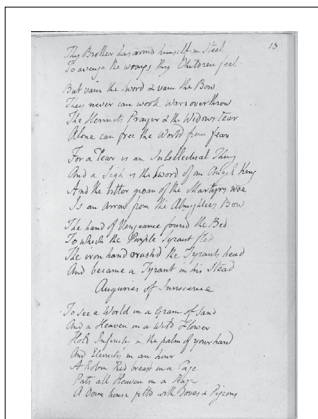 13
Thy Brother has armd himself in Steel
To avenge the wrongs thy Children feel
But vain the Sword & vain the Bow
They never can work Wars overthrow
The Hermits Prayer & the Widows tear
Alone can free the World from fear
For a Tear is an Intellectual Thing
And a Sigh is the Sword of an Angel King
And the bitter groan of the Martyrs woe
Is an Arrow from the Almighties Bow
The hand of Vengeance found the Bed
To which the Purple Tyrant fled
The iron hand crushd the Tyrants head
And became a Tyrant in his Stead
Auguries of Innocence
To see a World in a Grain of Sand
And a Heaven in a Wild Flower
Hold Infinity in the palm of your hand
And Eternity in an hour
A Robin Red breast in a Cage
Puts all Heaven in a Rage
A Dove house filld with Doves & Pigeons